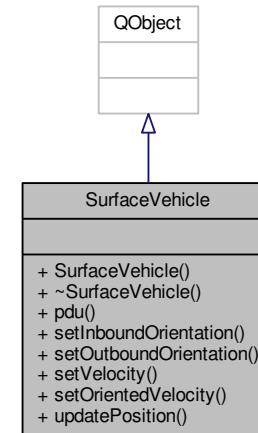 QObject
SurfaceVehicle
+ SurfaceVehicle()
+ ~SurfaceVehicle()
+ pdu()
+ setInboundOrientation()
+ setOutboundOrientation()
+ setVelocity()
+ setOrientedVelocity()
+ updatePosition()